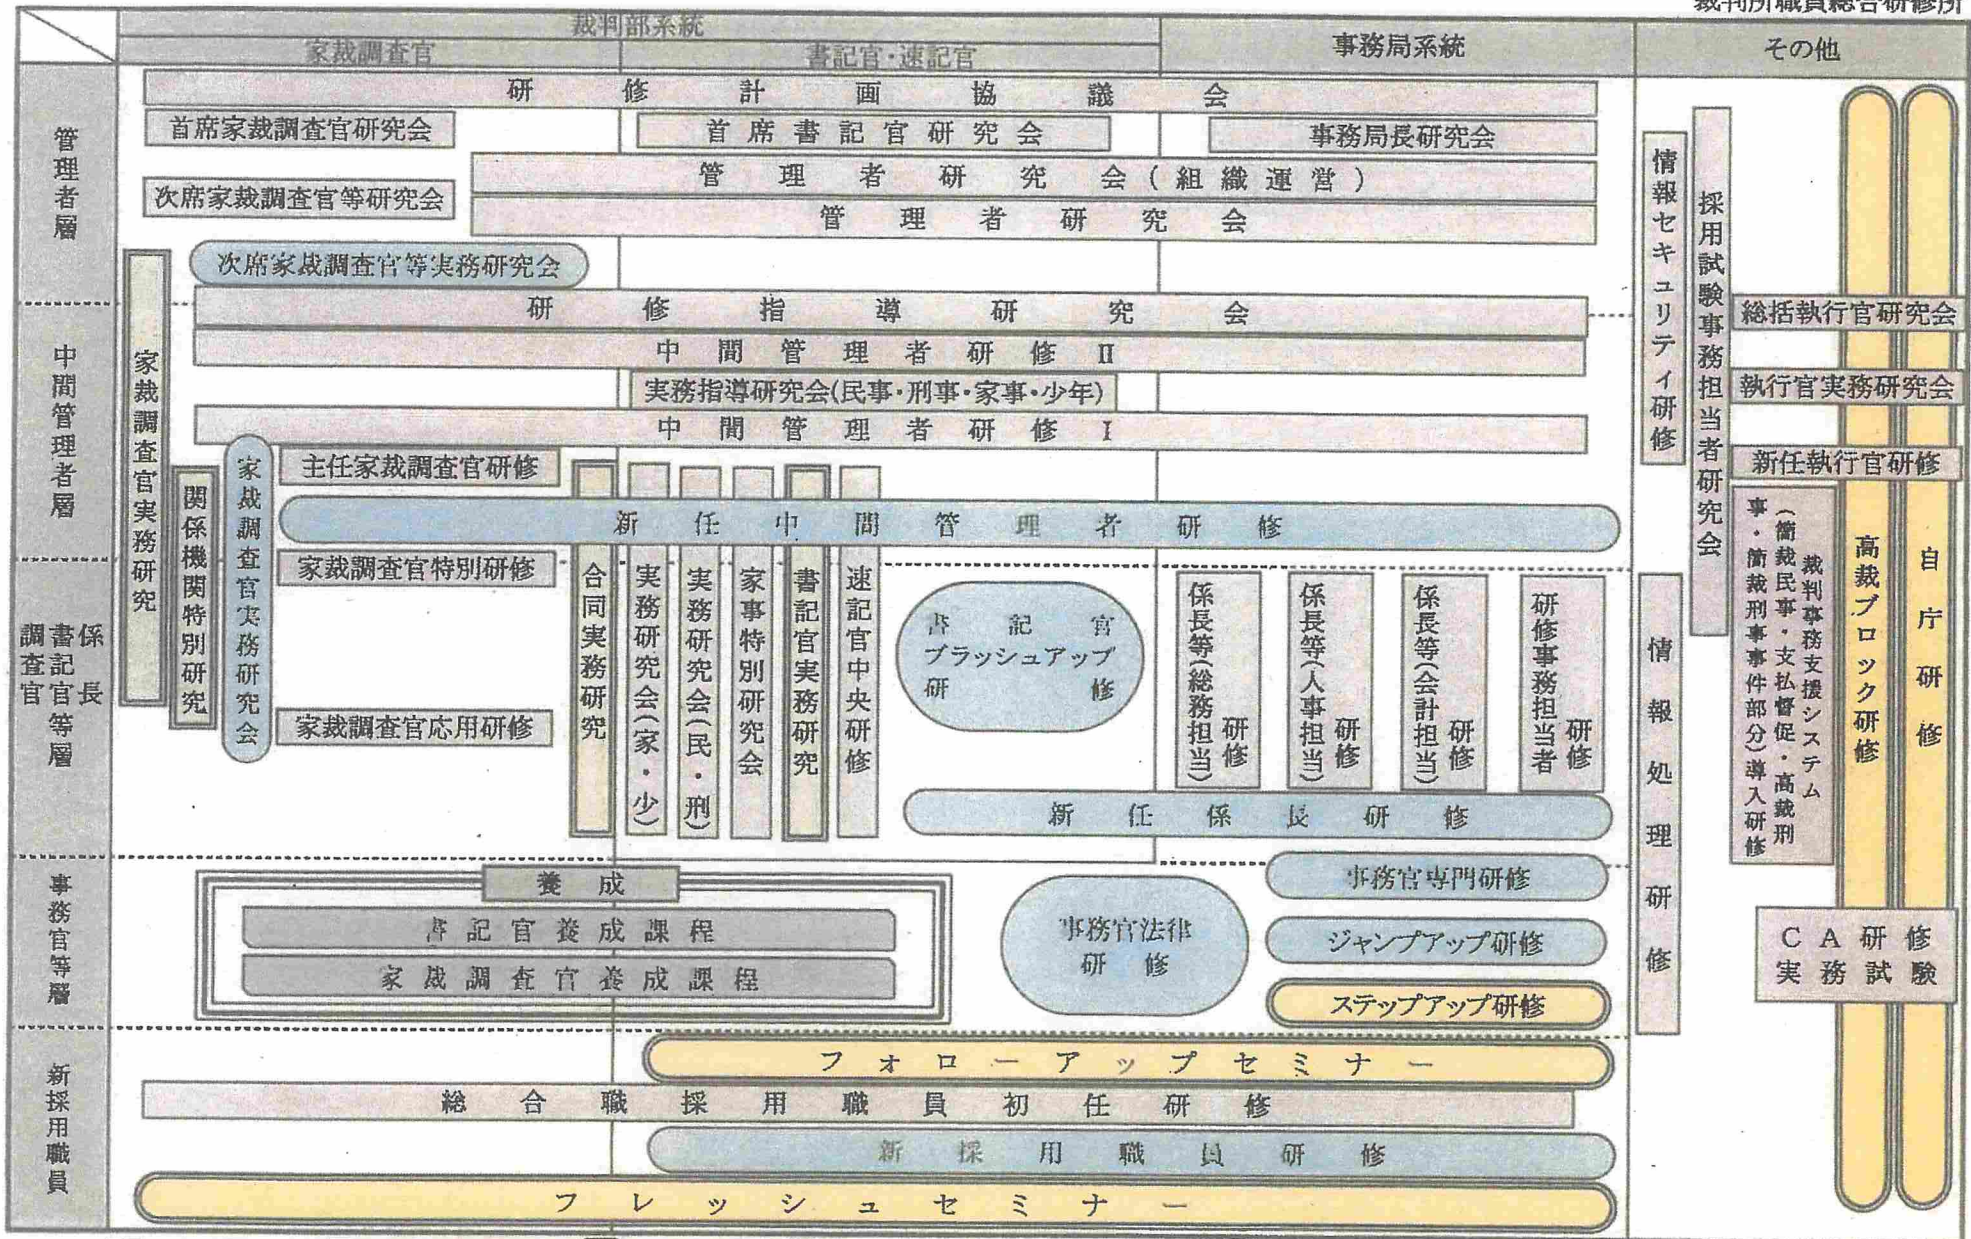 裁判所職員総合研修所
裁判部系統
家裁調査官
書記官・速記官
事務局系統
その他
管理者層
研修計画協議会
首席家裁調査官研究会
首席書記官研究会
事務局長研究会
管理者研究会(組織運営)
次席家裁調査官等研究会
管理者研究会
次席家裁調査官等実務研究会
中間管理者層
研修指導研究会
中間管理者研修Ⅱ
実務指導研究会(民事・刑事・家事・少年)
中間管理者研修Ⅰ
家裁調査官実務研究
関係機関特別研究
家裁調査官実務研究会
主任家裁調査官研修
新任中間管理者研修
係長
書記官等層
調査官
家裁調査官特別研修
家裁調査官応用研修
合同実務研究
実務研究会(家・少)
実務研究会(民・刑)
家事特別研究会
書記官実務研究
速記官中央研修
書記官
ブラッシュアップ
研修
係長等(総務担当)
研修
係長等(人事担当)
研修
係長等(会計担当)
研修
研修事務担当者
研修
新任係長研修
事務官等層
養成
書記官養成課程
家裁調査官養成課程
事務官法律
研修
事務官専門研修
ジャンプアップ研修
ステップアップ研修
新採用職員
フォローアップセミナー
総合職採用職員初任研修
新採用職員研修
フレッシュセミナー
情報セキュリティ研修
情報処理研修
採用試験事務担当者研究会
総括執行官研究会
執行官実務研究会
新任執行官研修
裁判事務支援システム
(簡裁民事・支払督促・高裁刑
事・簡裁刑事事件部分)導入研修
高裁ブロック研修
自庁研修
CA研修
実務試験